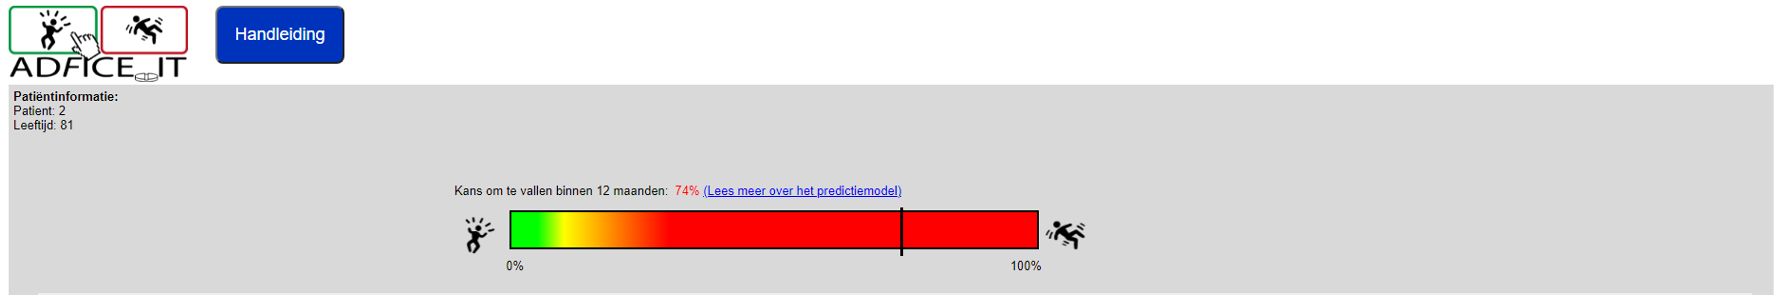 ADFICE_IT
Handleiding
Patiëntinformatie:
Patient: 2
Leeftijd: 81
Kans om te vallen binnen 12 maanden: 74% (Lees meer over het predictiemodel)
0% 100%